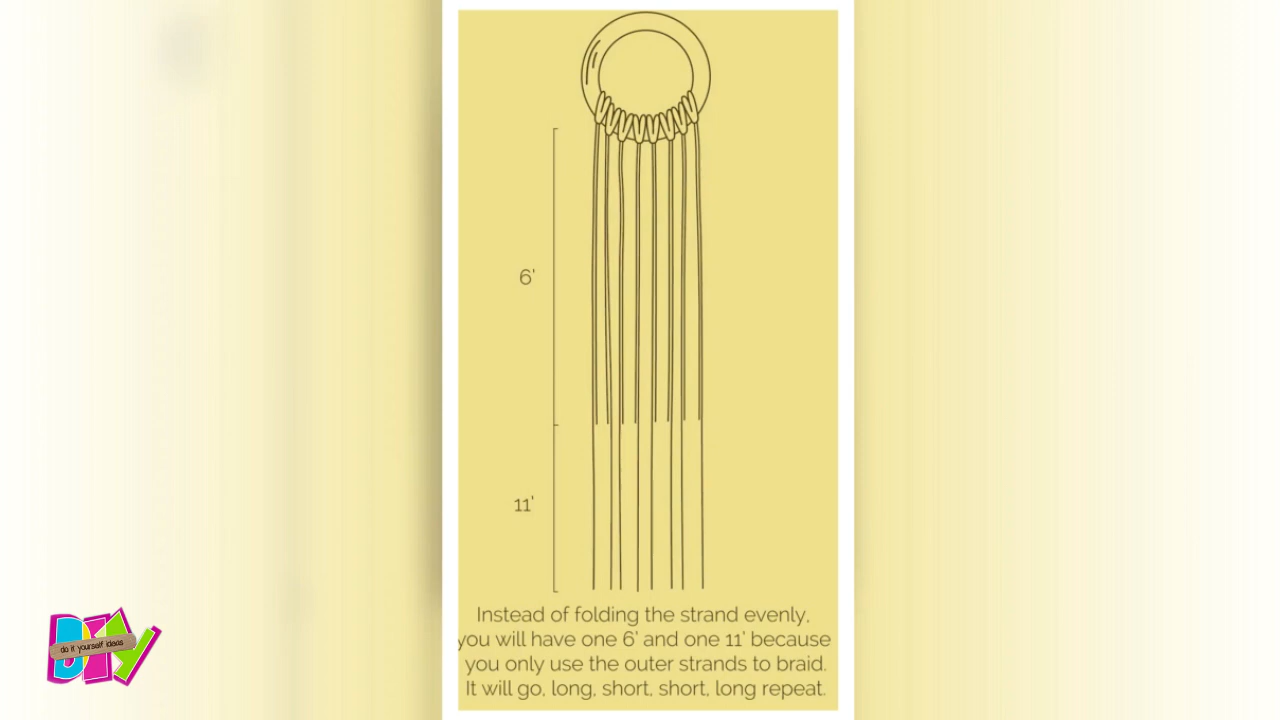 6'
11'
Instead of folding the strand evenly,
you will have one 6' and one 11' because
you only use the outer strands to braid.
It will go, long, short, short, long repeat.
DIY
do it yourself ideas